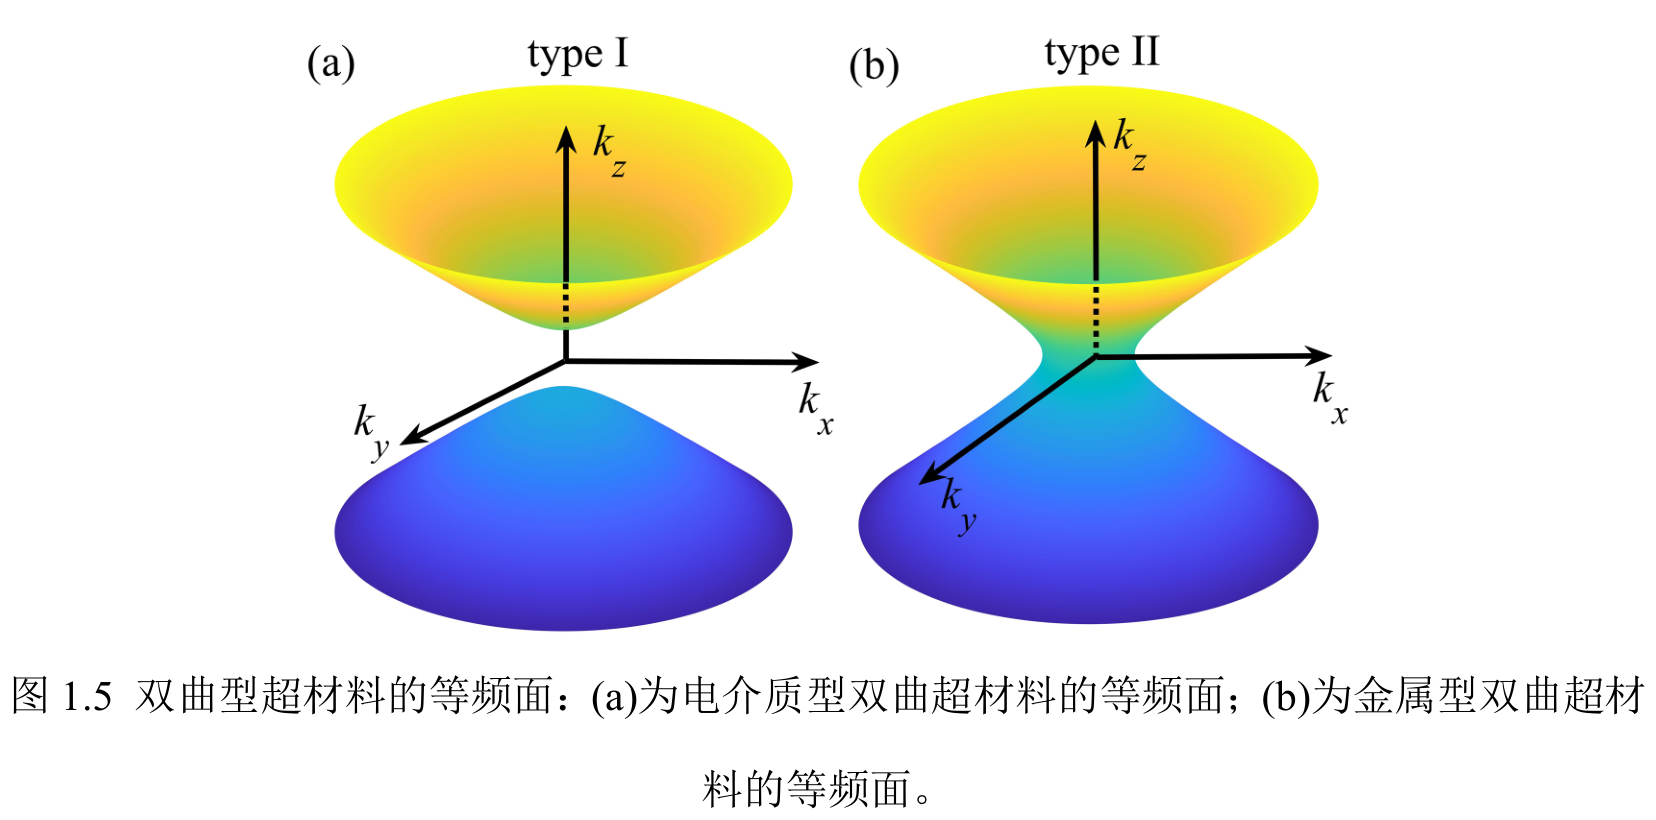 (a) type I (b) type II
k_z k_z
k_x k_x
k_y k_y
图 1.5 双曲型超材料的等频面：(a)为电介质型双曲超材料的等频面；(b)为金属型双曲超材
料的等频面。